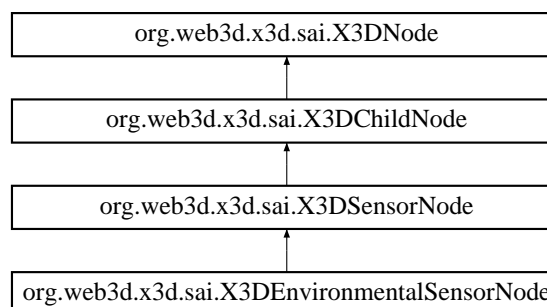 org.web3d.x3d.sai.X3DNode
org.web3d.x3d.sai.X3DChildNode
org.web3d.x3d.sai.X3DSensorNode
org.web3d.x3d.sai.X3DEnvironmentalSensorNode